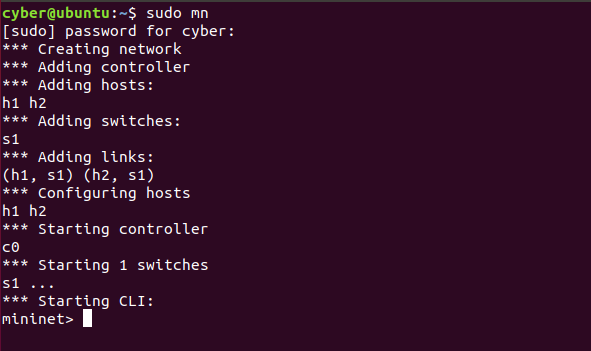 cyber@ubuntu:~$ sudo mn
[sudo] password for cyber:
*** Creating network
*** Adding controller
*** Adding hosts:
h1 h2
*** Adding switches:
s1
*** Adding links:
(h1, s1) (h2, s1)
*** Configuring hosts
h1 h2
*** Starting controller
c0
*** Starting 1 switches
s1 ...
*** Starting CLI:
mininet>